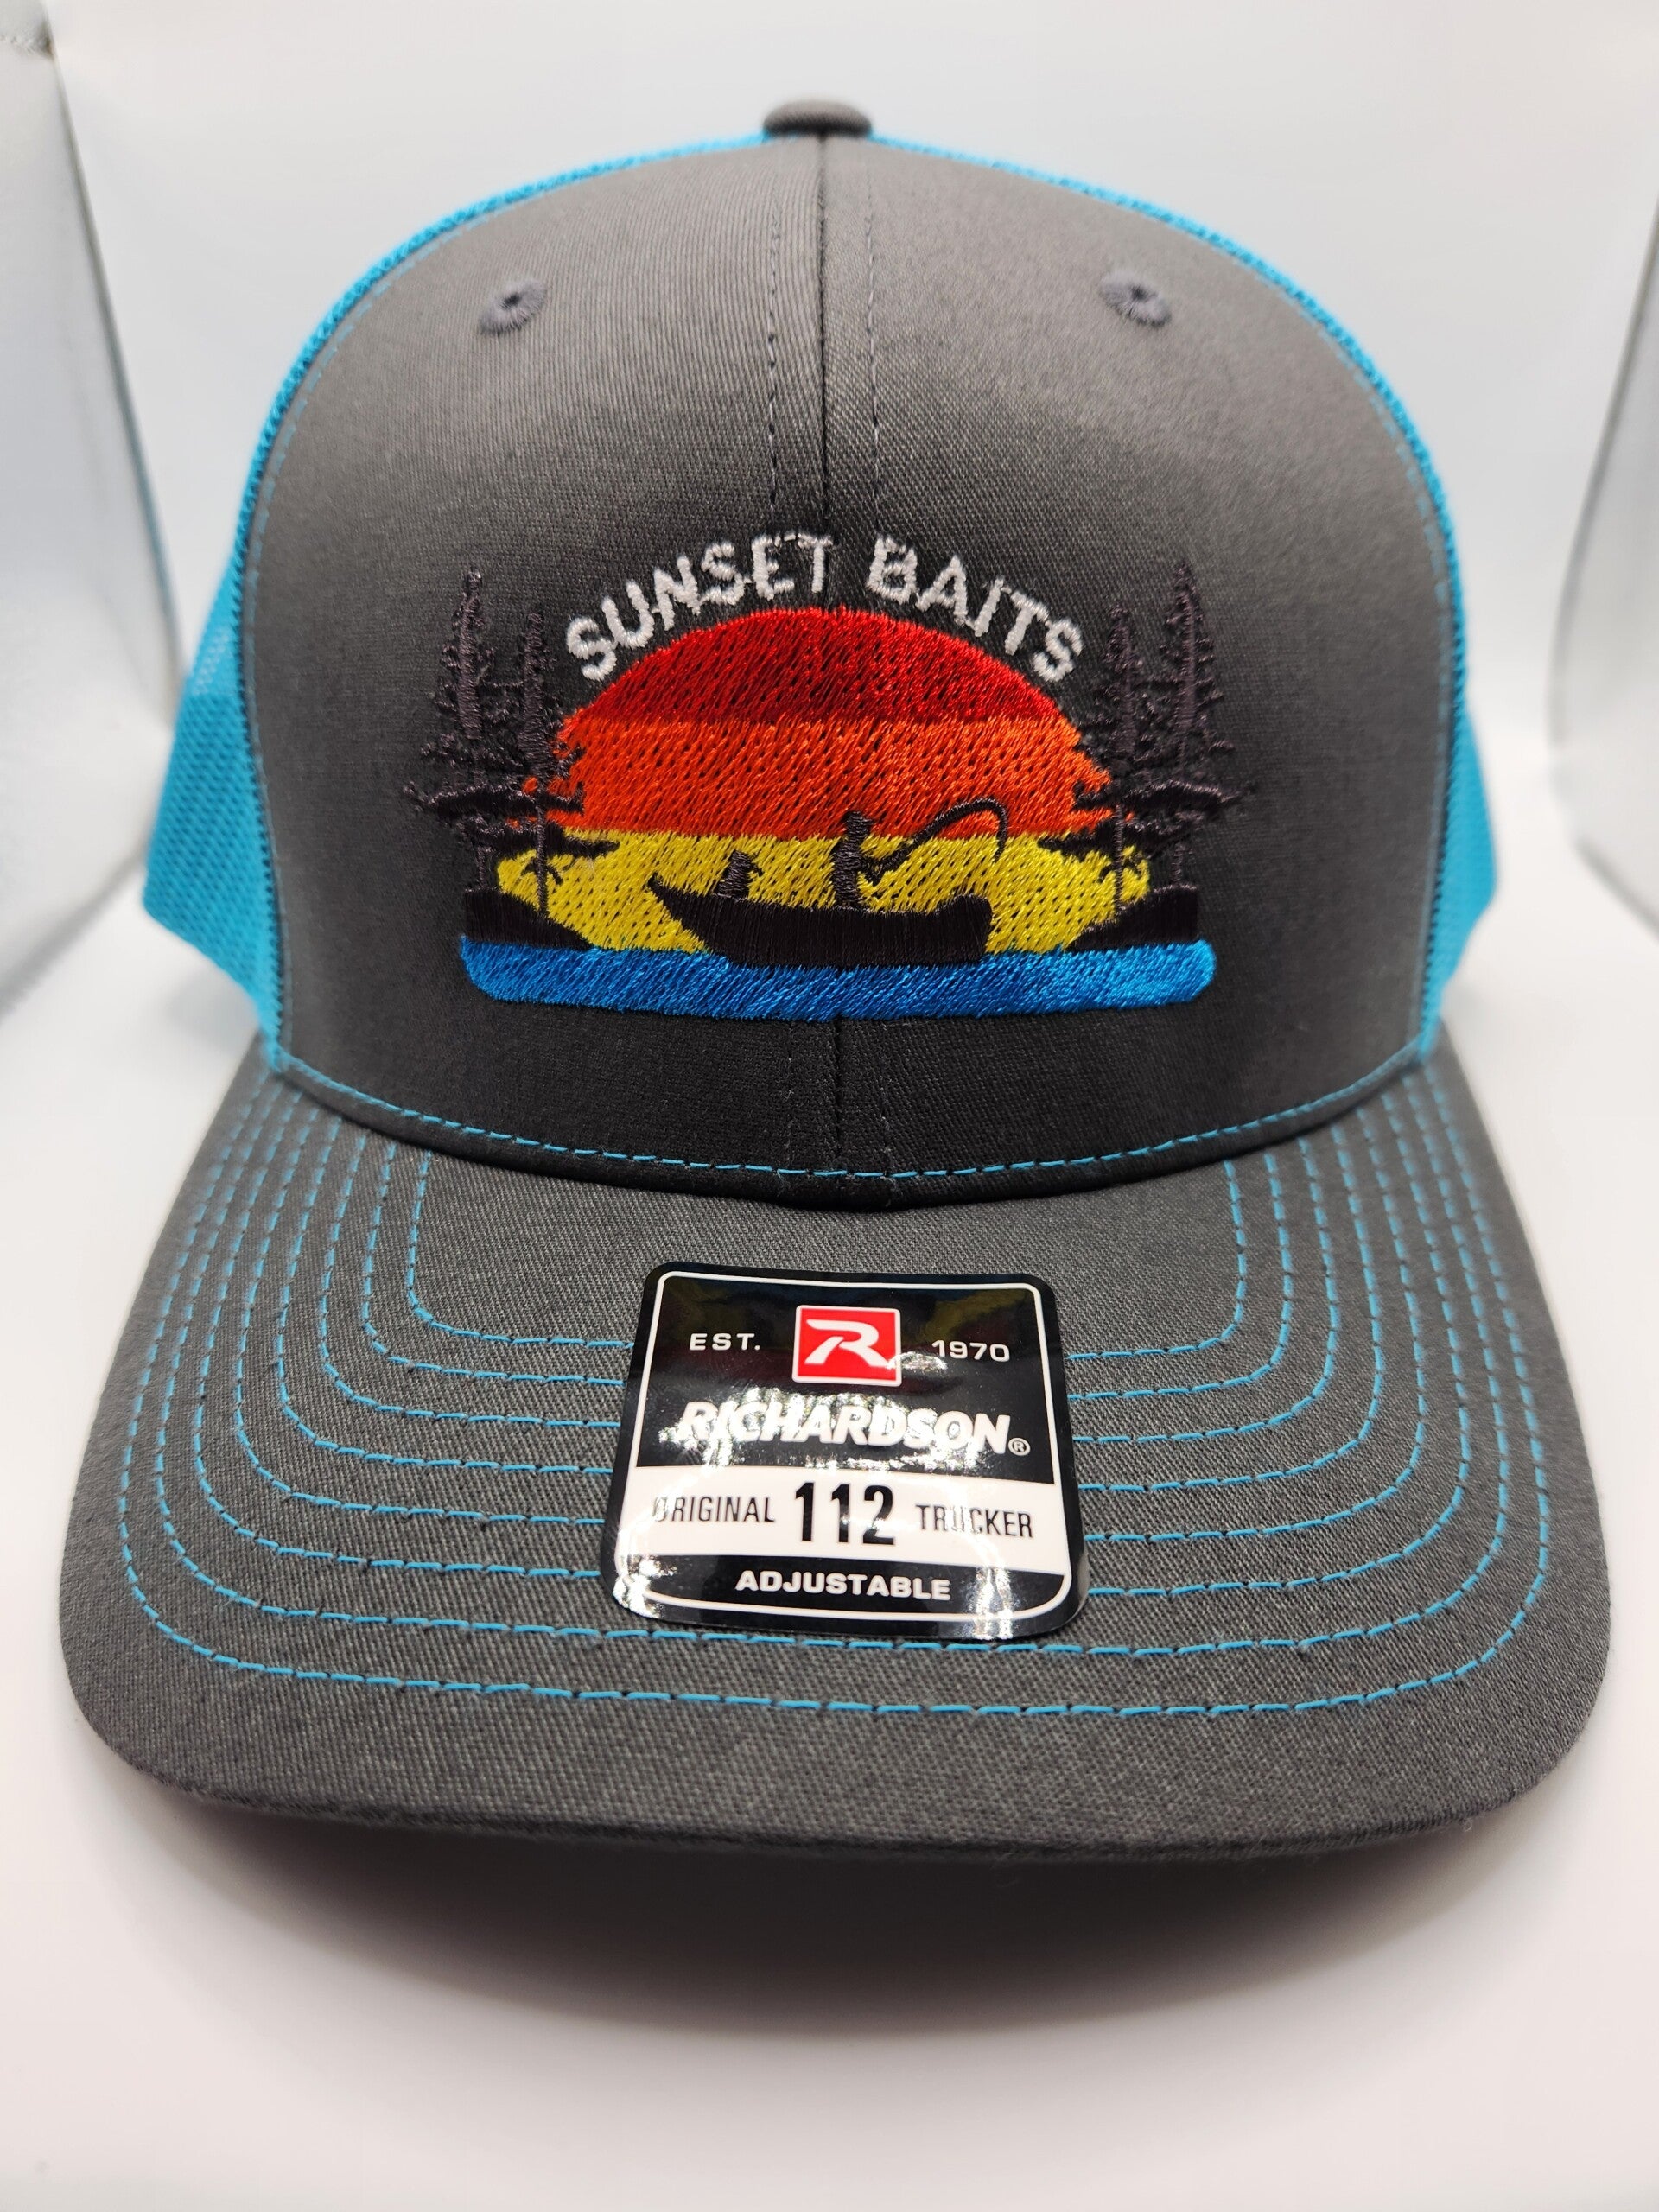 SUNSET BAITS
EST. R 1970
RICHARDSON®
ORIGINAL 112 TRUCKER
ADJUSTABLE